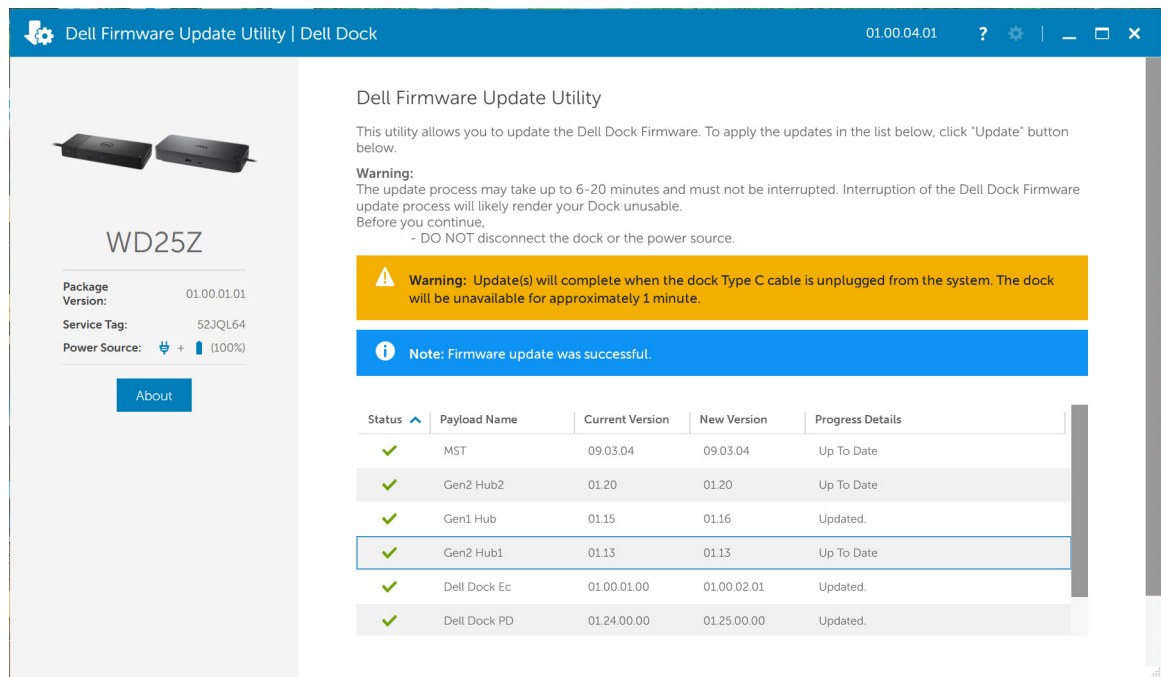 Dell Firmware Update Utility | Dell Dock
01.00.04.01
?
Dell Firmware Update Utility
This utility allows you to update the Dell Dock Firmware. To apply the updates in the list below, click "Update" button
below.
Warning:
The update process may take up to 6-20 minutes and must not be interrupted. Interruption of the Dell Dock Firmware
update process will likely render your Dock unusable.
Before you continue,
- DO NOT disconnect the dock or the power source.
WD25Z
Package
Version:
01.00.01.01
Service Tag: 52JQL64
Power Source: + (100%)
About
Warning: Update(s) will complete when the dock Type C cable is unplugged from the system. The dock
will be unavailable for approximately 1 minute.
Note: Firmware update was successful.
Status Payload Name Current Version New Version Progress Details
MST 09.03.04 09.03.04 Up To Date
Gen2 Hub2 01.20 01.20 Up To Date
Gen1 Hub 01.15 01.16 Updated.
Gen2 Hub1 01.13 01.13 Up To Date
Dell Dock Ec 01.00.01.00 01.00.02.01 Updated.
Dell Dock PD 01.24.00.00 01.25.00.00 Updated.